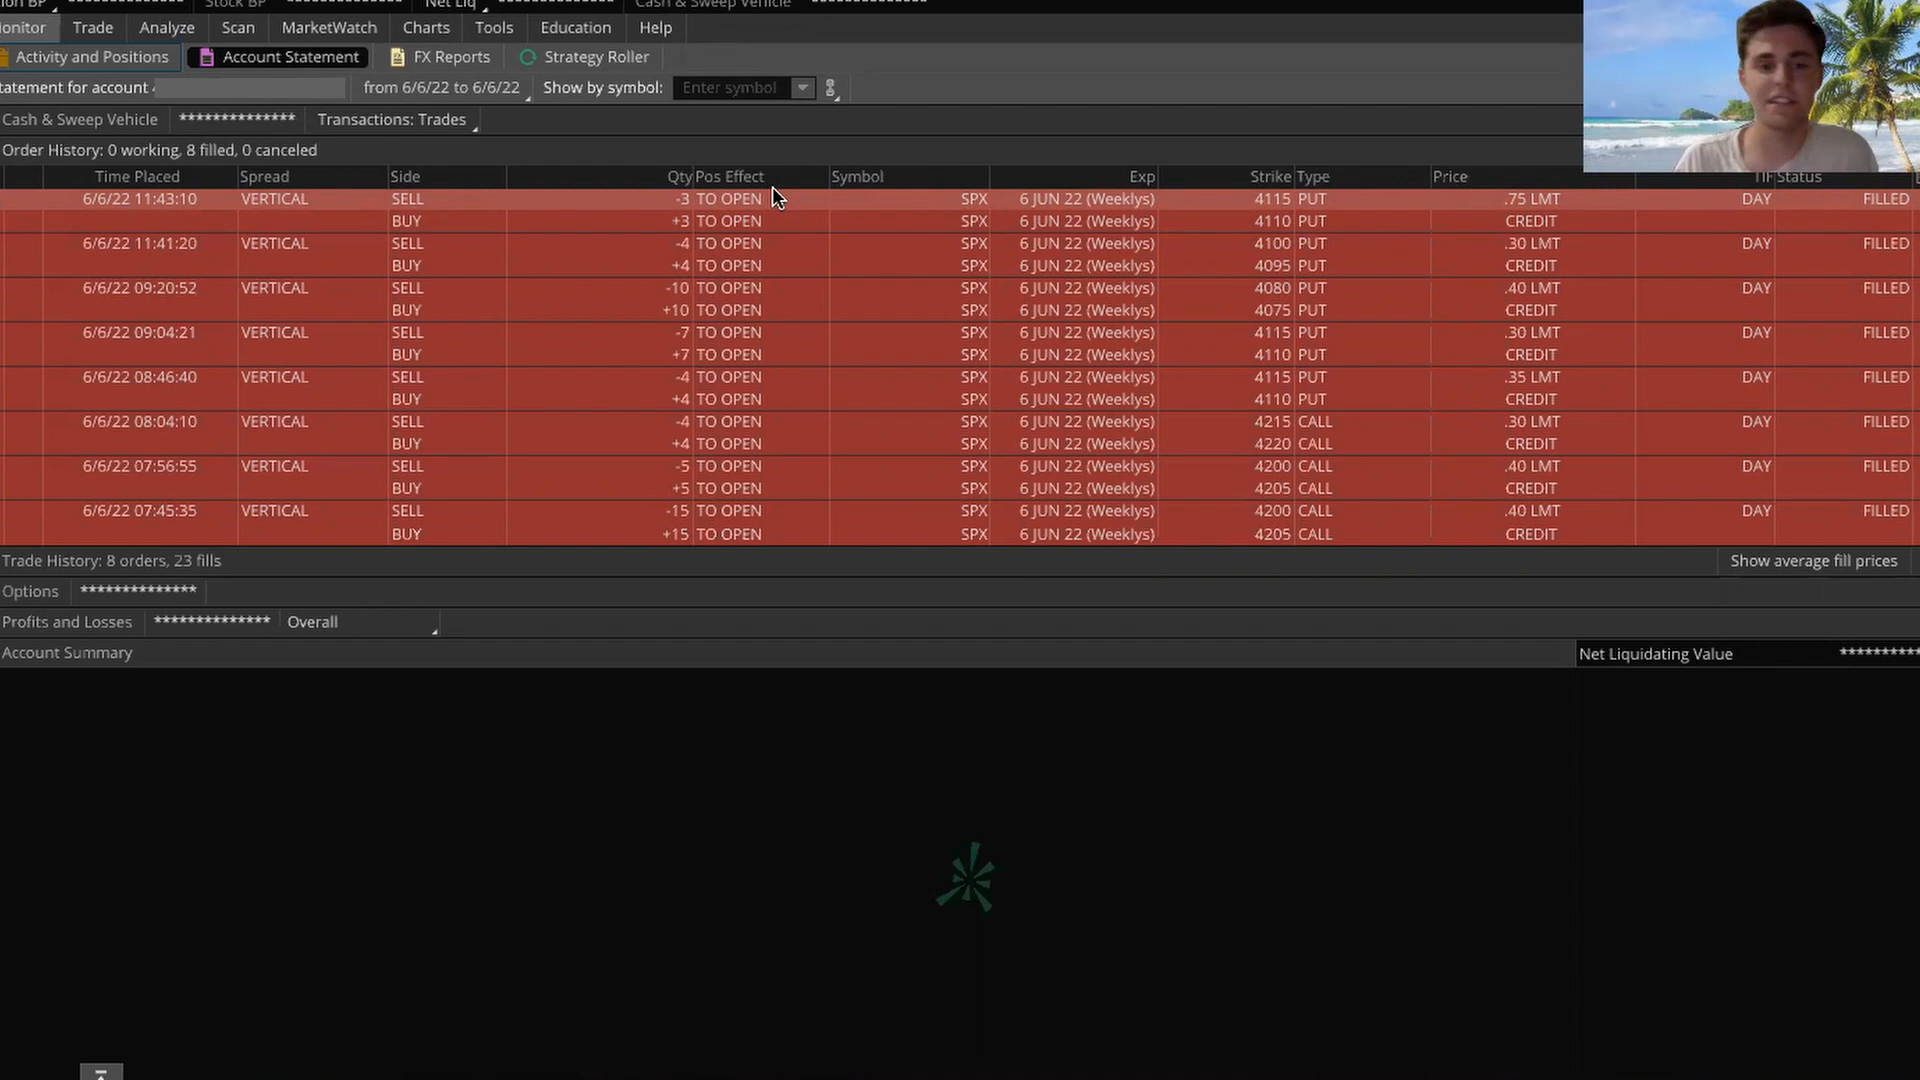 Stock BP ************** Net Liq ************** Cash & Sweep Vehicle **************
Trade Analyze Scan MarketWatch Charts Tools Education Help
Activity and Positions Account Statement FX Reports Strategy Roller
tatement for account from 6/6/22 to 6/6/22 Show by symbol: Enter symbol
Cash & Sweep Vehicle ************** Transactions: Trades
Order History: 0 working, 8 filled, 0 canceled
Time Placed Spread Side Qty Pos Effect Symbol Exp Strike Type Price TIF Status
6/6/22 11:43:10 VERTICAL SELL -3 TO OPEN SPX 6 JUN 22 (Weeklys) 4115 PUT .75 LMT DAY FILLED
BUY +3 TO OPEN SPX 6 JUN 22 (Weeklys) 4110 PUT CREDIT
6/6/22 11:41:20 VERTICAL SELL -4 TO OPEN SPX 6 JUN 22 (Weeklys) 4100 PUT .30 LMT DAY FILLED
BUY +4 TO OPEN SPX 6 JUN 22 (Weeklys) 4095 PUT CREDIT
6/6/22 09:20:52 VERTICAL SELL -10 TO OPEN SPX 6 JUN 22 (Weeklys) 4080 PUT .40 LMT DAY FILLED
BUY +10 TO OPEN SPX 6 JUN 22 (Weeklys) 4075 PUT CREDIT
6/6/22 09:04:21 VERTICAL SELL -7 TO OPEN SPX 6 JUN 22 (Weeklys) 4115 PUT .30 LMT DAY FILLED
BUY +7 TO OPEN SPX 6 JUN 22 (Weeklys) 4110 PUT CREDIT
6/6/22 08:46:40 VERTICAL SELL -4 TO OPEN SPX 6 JUN 22 (Weeklys) 4115 PUT .35 LMT DAY FILLED
BUY +4 TO OPEN SPX 6 JUN 22 (Weeklys) 4110 PUT CREDIT
6/6/22 08:04:10 VERTICAL SELL -4 TO OPEN SPX 6 JUN 22 (Weeklys) 4215 CALL .30 LMT DAY FILLED
BUY +4 TO OPEN SPX 6 JUN 22 (Weeklys) 4220 CALL CREDIT
6/6/22 07:56:55 VERTICAL SELL -5 TO OPEN SPX 6 JUN 22 (Weeklys) 4200 CALL .40 LMT DAY FILLED
BUY +5 TO OPEN SPX 6 JUN 22 (Weeklys) 4205 CALL CREDIT
6/6/22 07:45:35 VERTICAL SELL -15 TO OPEN SPX 6 JUN 22 (Weeklys) 4200 CALL .40 LMT DAY FILLED
BUY +15 TO OPEN SPX 6 JUN 22 (Weeklys) 4205 CALL CREDIT
Trade History: 8 orders, 23 fills Show average fill prices
Options **************
Profits and Losses ************** Overall
Account Summary Net Liquidating Value **********